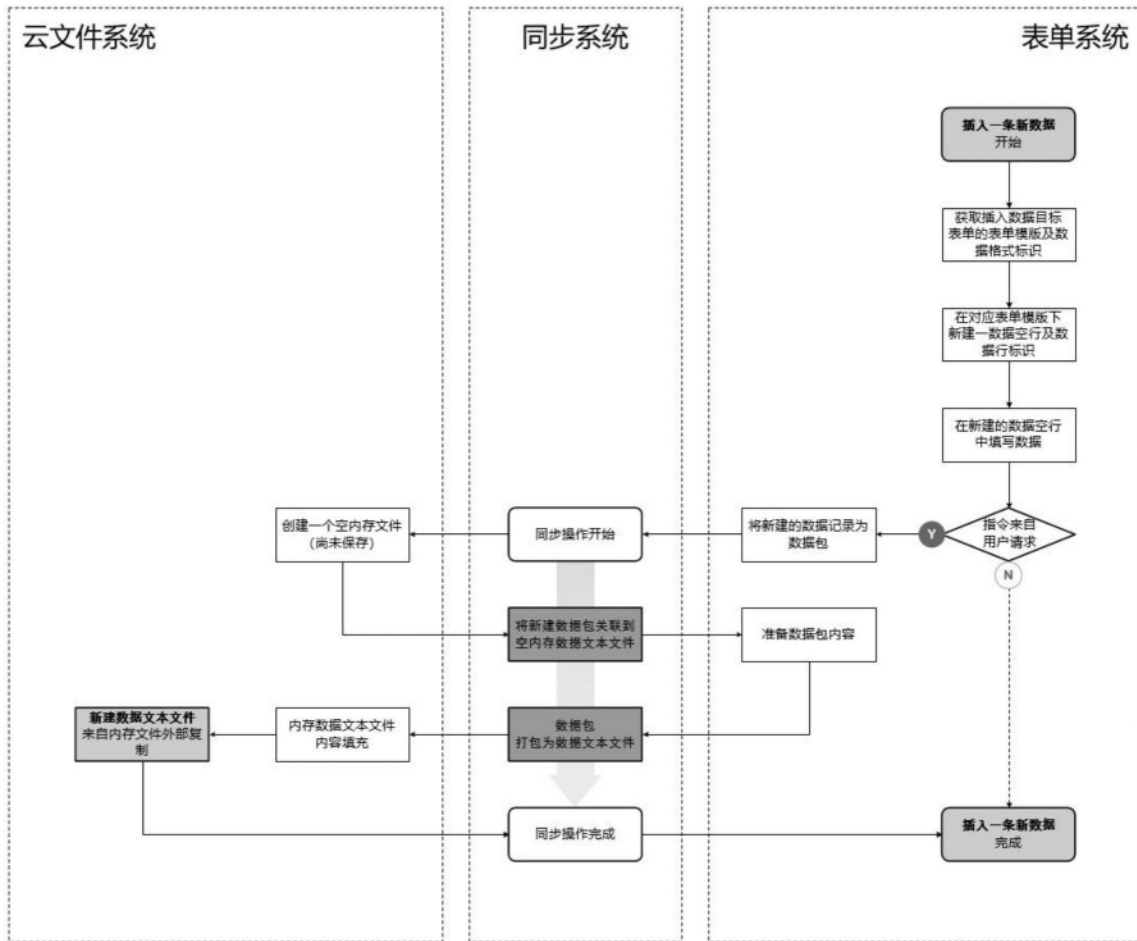 云文件系统
同步系统
表单系统
插入一条新数据
开始
获取插入数据目标
表单的表单模版及数
据格式标识
在对应表单模版下
新建一数据空行及数
据行标识
在新建的数据空行
中填写数据
指令来自
用户请求
Y
N
将新建的数据记录为
数据包
同步操作开始
创建一个空内存文件
(尚未保存)
将新建数据包关联到
空内存数据文本文件
准备数据包内容
数据包
打包为数据文本文件
内存数据文本文件
内容填充
新建数据文本文件
来自内存文件外部复
制
同步操作完成
插入一条新数据
完成